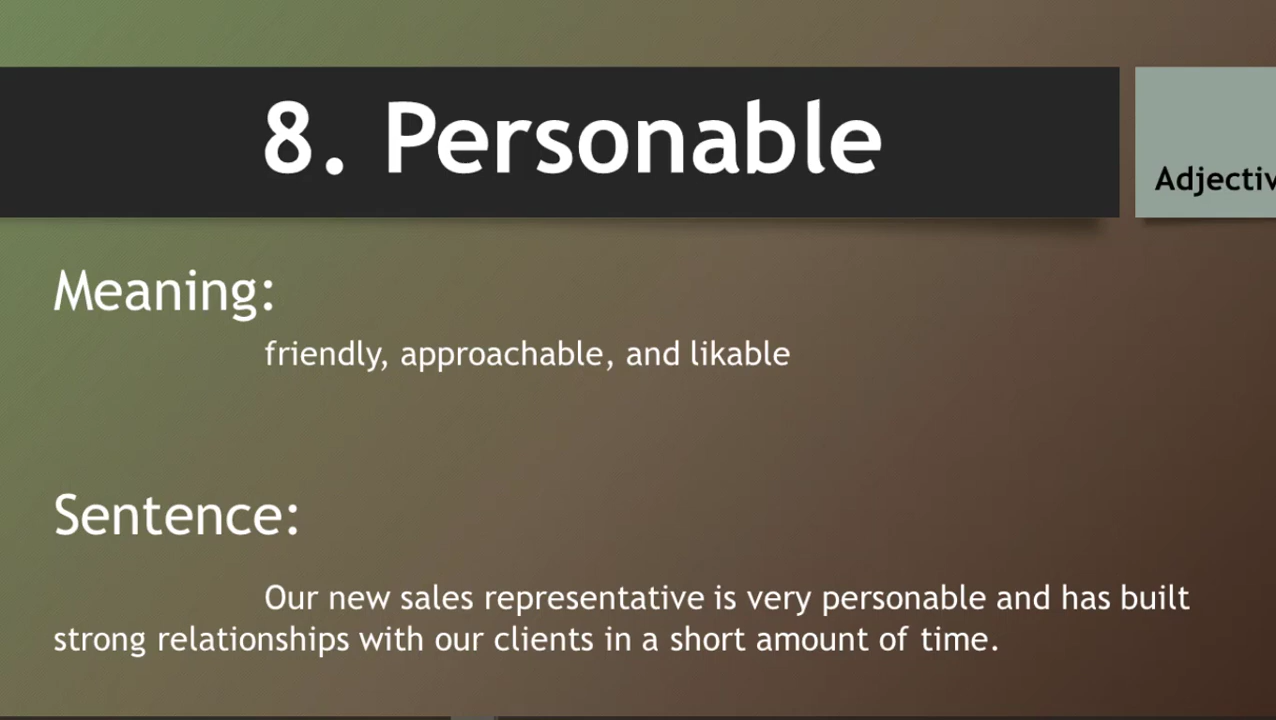 8. Personable
Adjectiv
Meaning:
friendly, approachable, and likable
Sentence:
Our new sales representative is very personable and has built
strong relationships with our clients in a short amount of time.